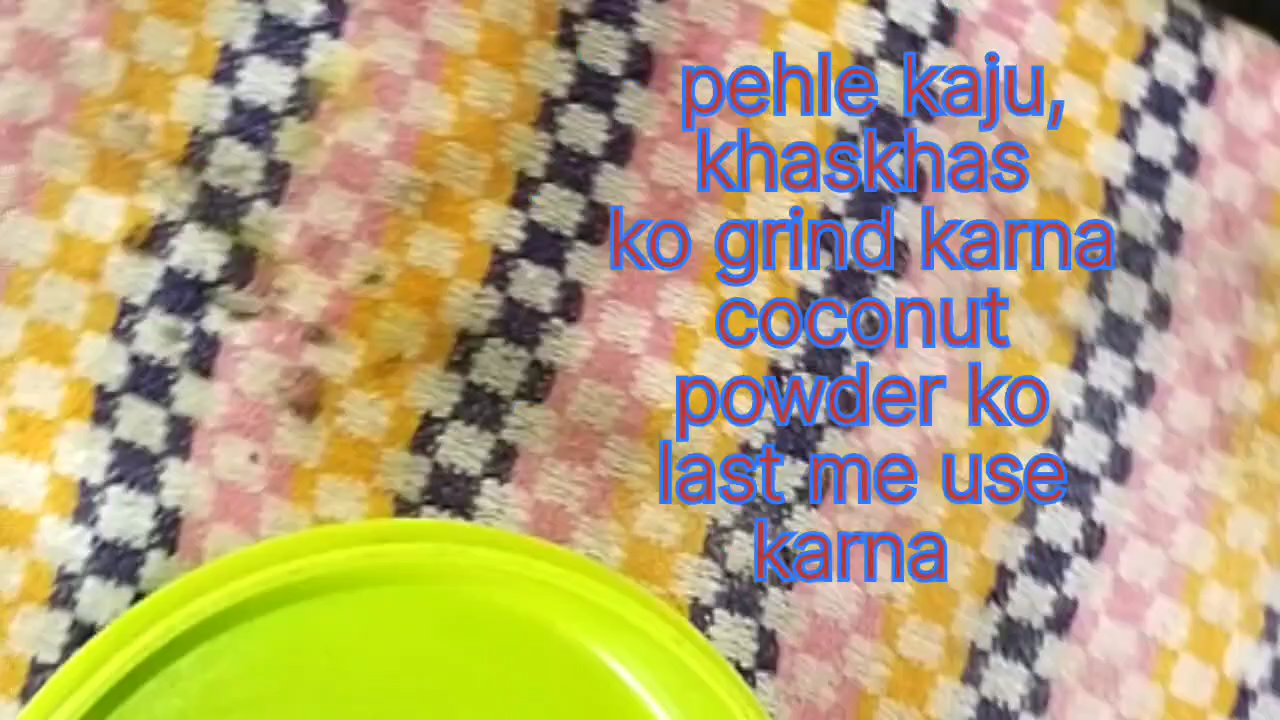 pehle kaju,
khaskhas
ko grind karna
coconut
powder ko
last me use
karna